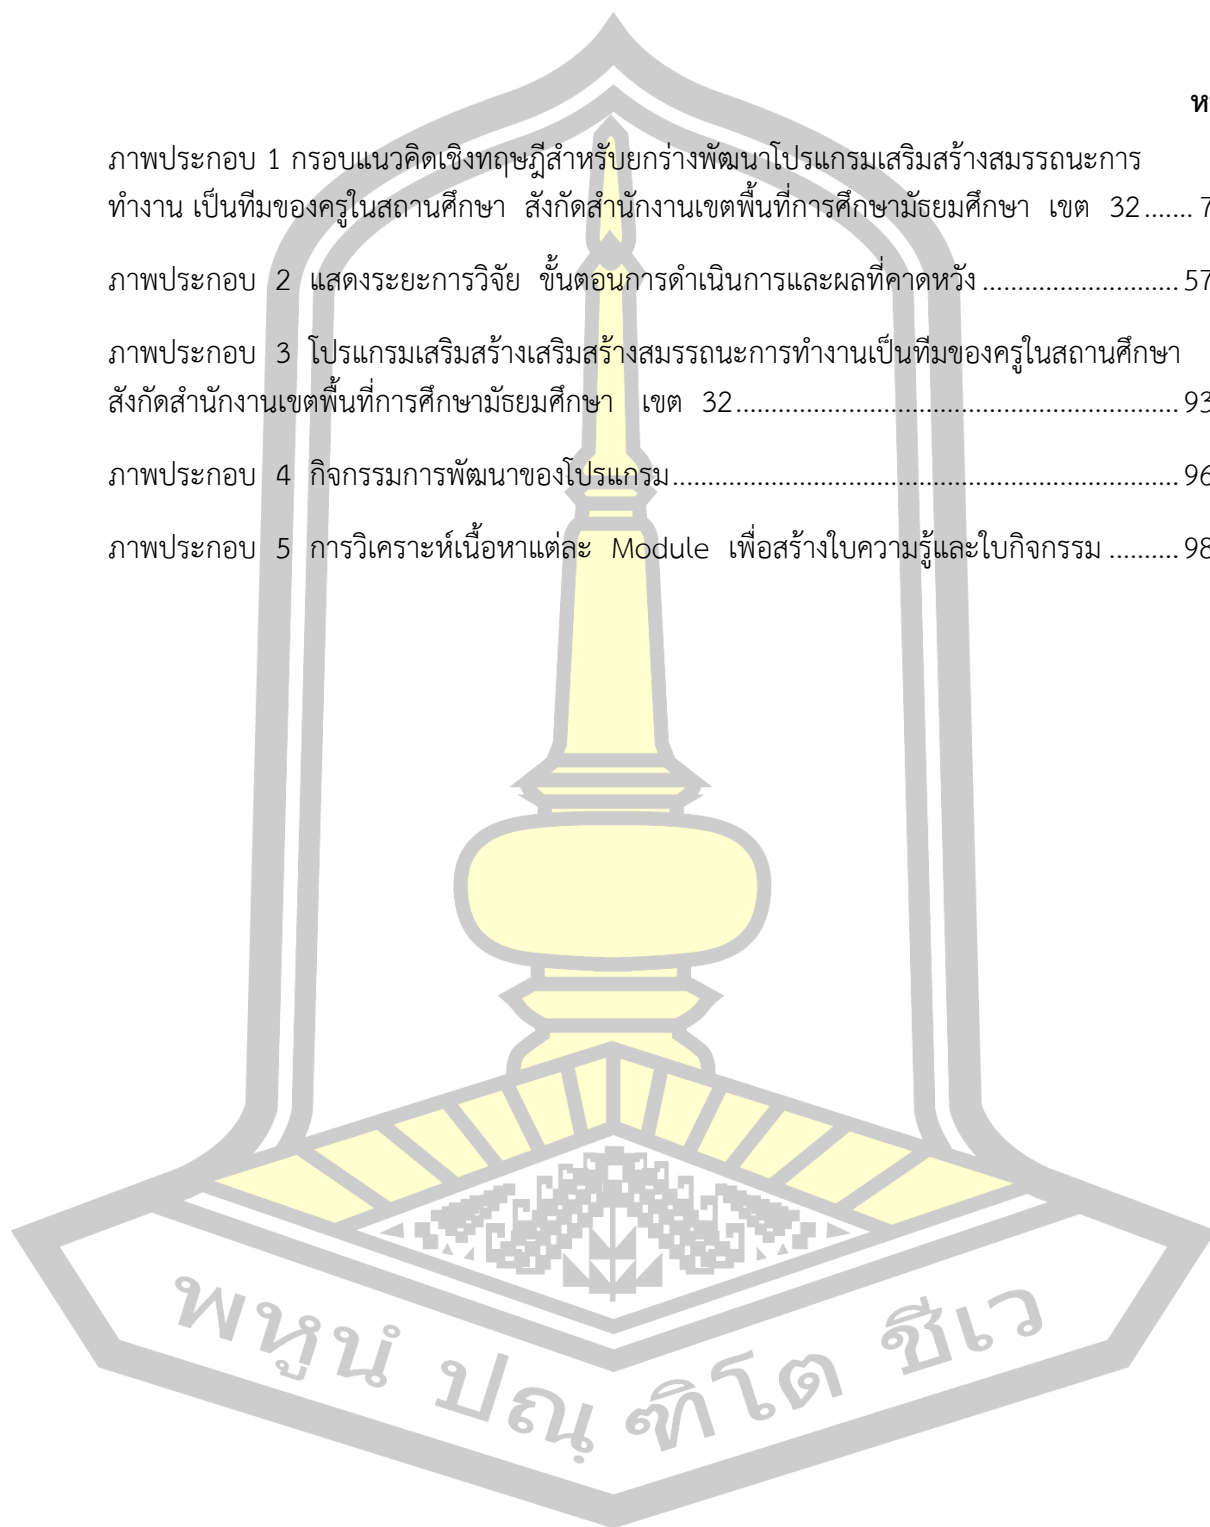 ภาพประกอบ 1 กรอบแนวคิดเชิงทฤษฎีสำหรับยกร่างพัฒนาโปรแกรมเสริมสร้างสมรรถนะการ
ทำงาน เป็นทีมของครูในสถานศึกษา สังกัดสำนักงานเขตพื้นที่การศึกษามัธยมศึกษา เขต 32....... 7
ภาพประกอบ 2 แสดงระยะการวิจัย ขั้นตอนการดำเนินการและผลที่คาดหวัง ............................ 57
ภาพประกอบ 3 โปรแกรมเสริมสร้างเสริมสร้างสมรรถนะการทำงานเป็นทีมของครูในสถานศึกษา
สังกัดสำนักงานเขตพื้นที่การศึกษามัธยมศึกษา เขต 32............................................................... 93
ภาพประกอบ 4 กิจกรรมการพัฒนาของโปรแกรม........................................................................ 96
ภาพประกอบ 5 การวิเคราะห์เนื้อหาแต่ละ Module เพื่อสร้างใบความรู้และใบกิจกรรม .......... 98
พหูนํ ปณฺฑิโต ชีเว